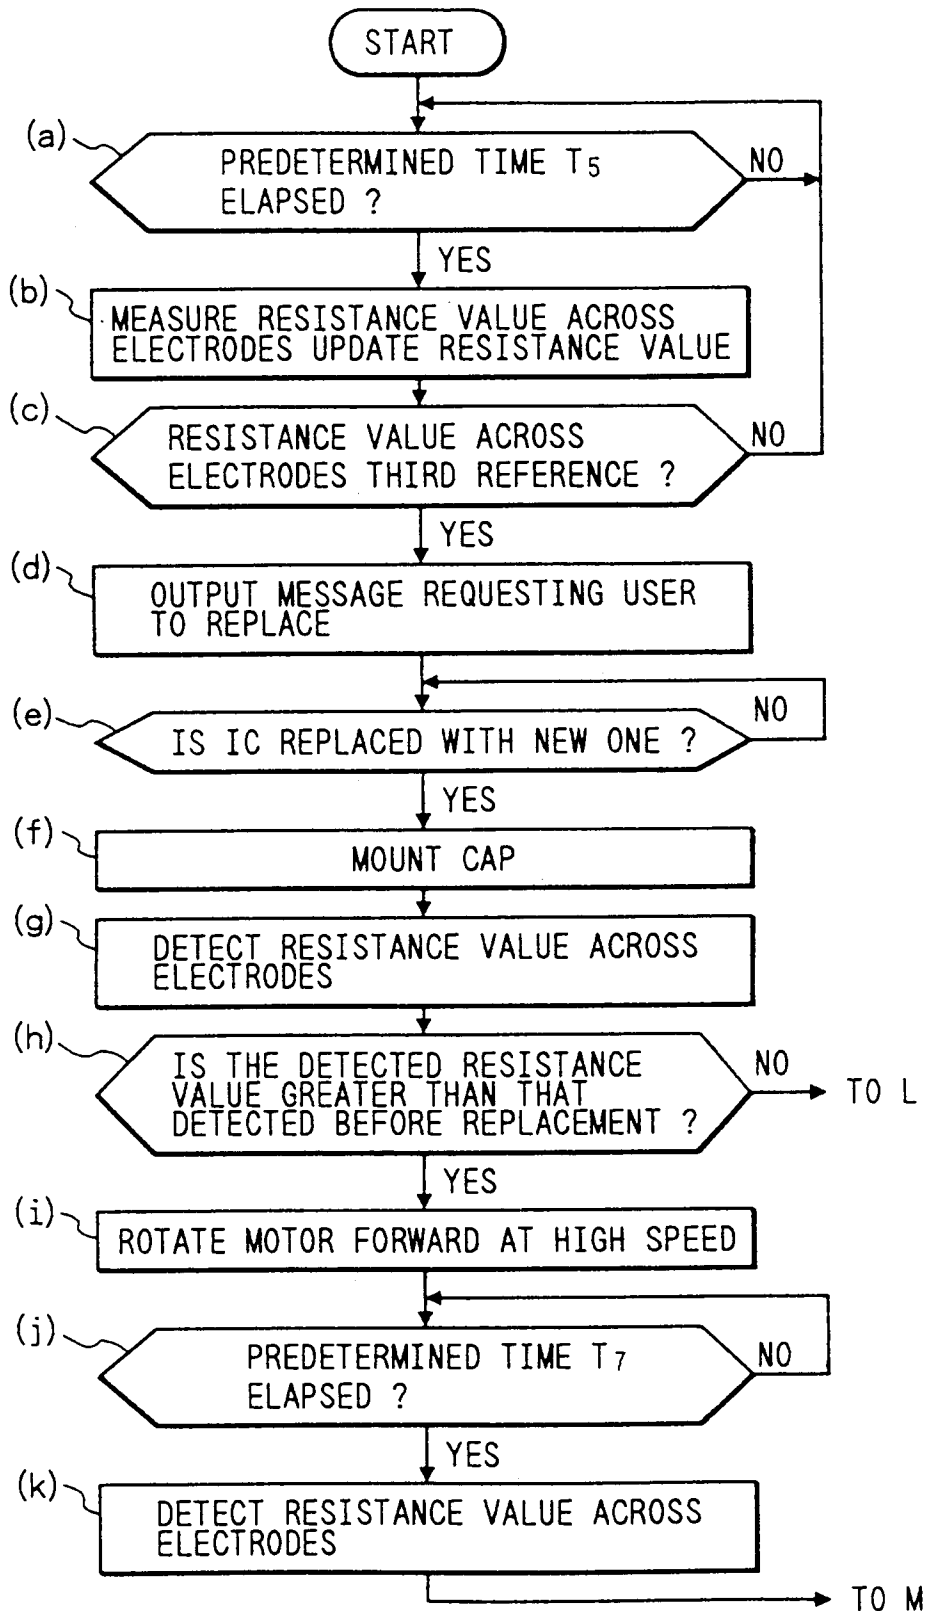 START
(a)
PREDETERMINED TIME T5
ELAPSED ?
NO
YES
(b)
MEASURE RESISTANCE VALUE ACROSS
ELECTRODES UPDATE RESISTANCE VALUE
(c)
RESISTANCE VALUE ACROSS
ELECTRODES THIRD REFERENCE ?
NO
YES
(d)
OUTPUT MESSAGE REQUESTING USER
TO REPLACE
(e)
IS IC REPLACED WITH NEW ONE ?
NO
YES
(f)
MOUNT CAP
(g)
DETECT RESISTANCE VALUE ACROSS
ELECTRODES
(h)
IS THE DETECTED RESISTANCE
VALUE GREATER THAN THAT
DETECTED BEFORE REPLACEMENT ?
NO
TO L
YES
(i)
ROTATE MOTOR FORWARD AT HIGH SPEED
(j)
PREDETERMINED TIME T7
ELAPSED ?
NO
YES
(k)
DETECT RESISTANCE VALUE ACROSS
ELECTRODES
TO M